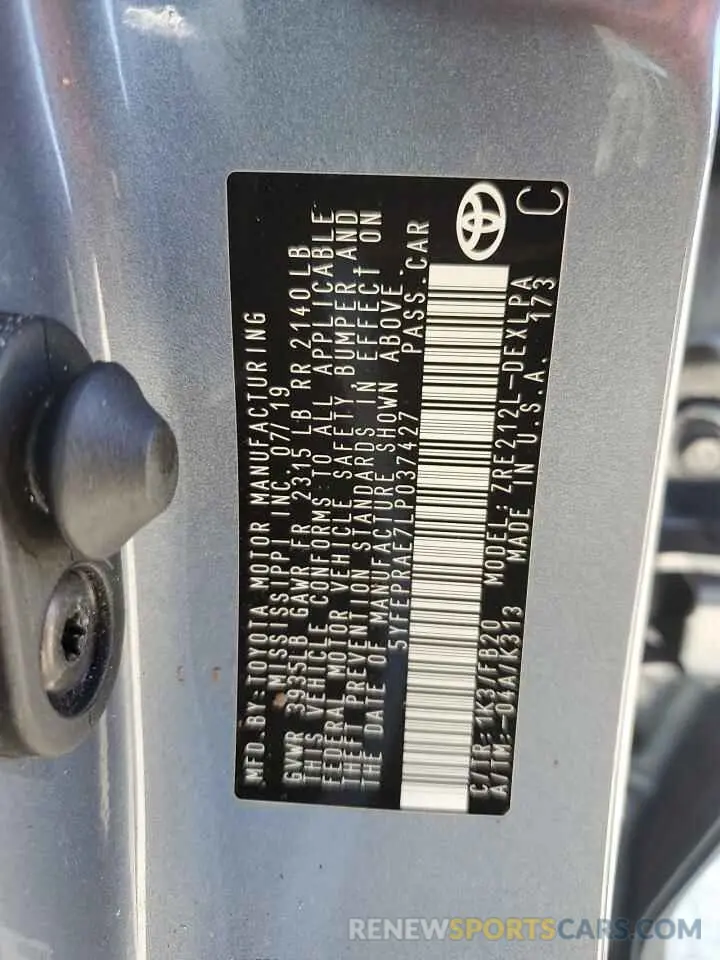 MFD. BY: TOYOTA MOTOR MANUFACTURING
MISSISSIPPI INC. 07/19
GVWR 3935LB GAWR FR 2315 LB RR 2140LB
THIS VEHICLE CONFORMS TO ALL APPLICABLE
FEDERAL MOTOR VEHICLE SAFETY, BUMPER AND
THEFT PREVENTION STANDARDS IN EFFECT ON
THE DATE OF MANUFACTURE SHOWN ABOVE.
5YFEPRAE7LP037427 PASS. CAR
C/TR: 1K3/FB20 MODEL: ZRE212L-DEXLPA
A/TM: -04A/K313 MADE IN U.S.A. 173
C
RENEWSPORTSCARS.COM